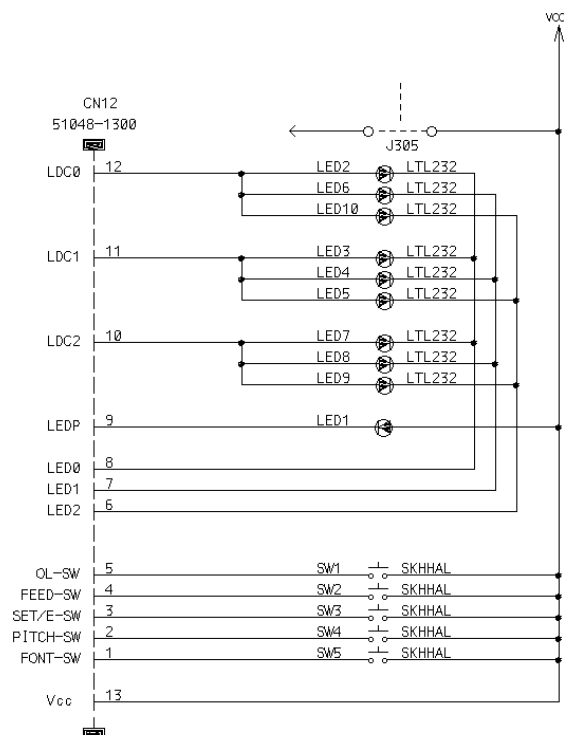 VCC
CN12
51048-1300
J305
LDC0 12 LED2 LTL232
LED6 LTL232
LED10 LTL232
LDC1 11 LED3 LTL232
LED4 LTL232
LED5 LTL232
LDC2 10 LED7 LTL232
LED8 LTL232
LED9 LTL232
LEDP 9 LED1
LED0 8
LED1 7
LED2 6
OL-SW 5 SW1 SKHHAL
FEED-SW 4 SW2 SKHHAL
SET/E-SW 3 SW3 SKHHAL
PITCH-SW 2 SW4 SKHHAL
FONT-SW 1 SW5 SKHHAL
Vcc 13